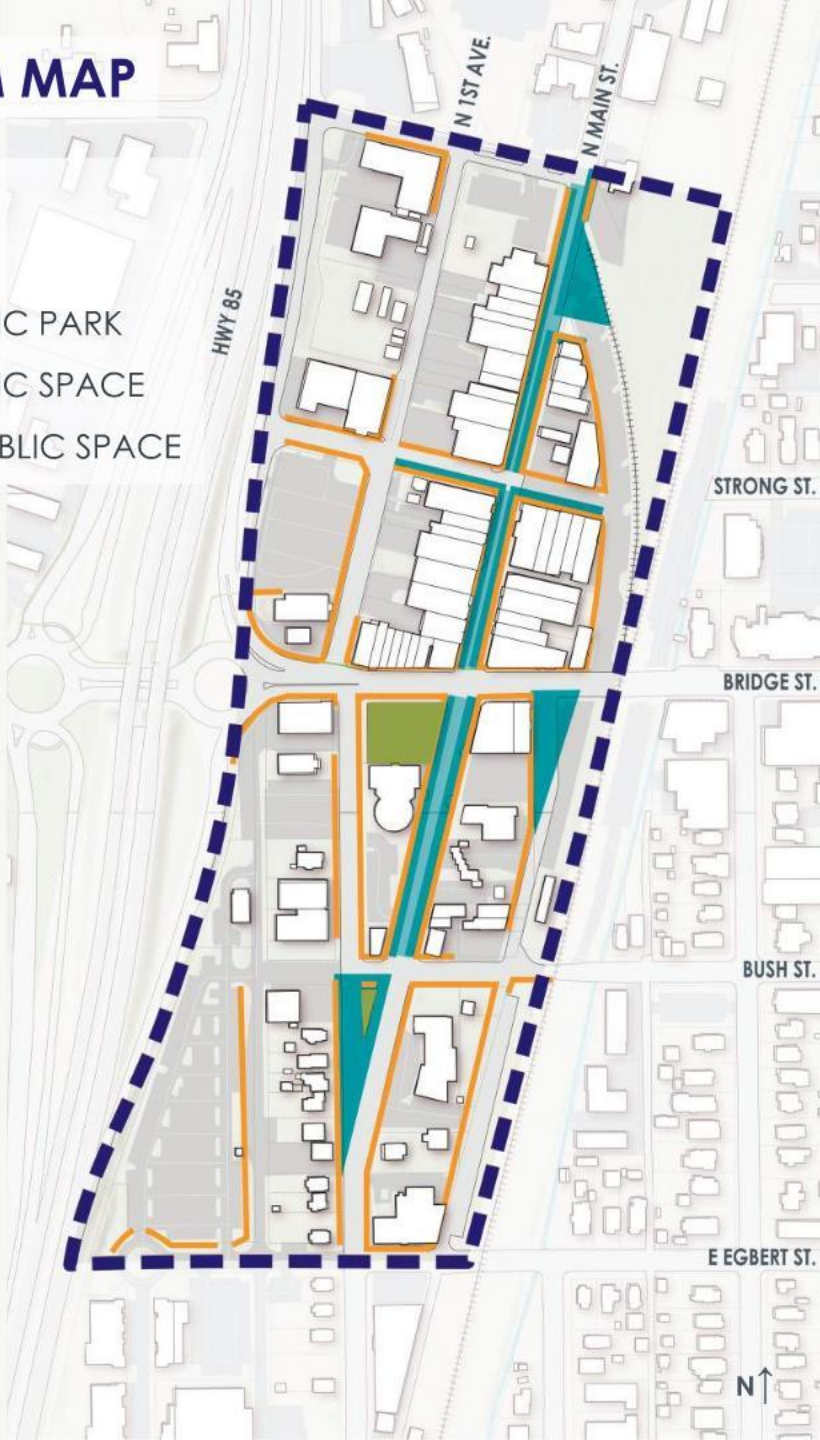 MAP
N 1ST AVE.
N MAIN ST.
HWY 85
C PARK
C SPACE
BLIC SPACE
STRONG ST.
BRIDGE ST.
BUSH ST.
E EGBERT ST.
N